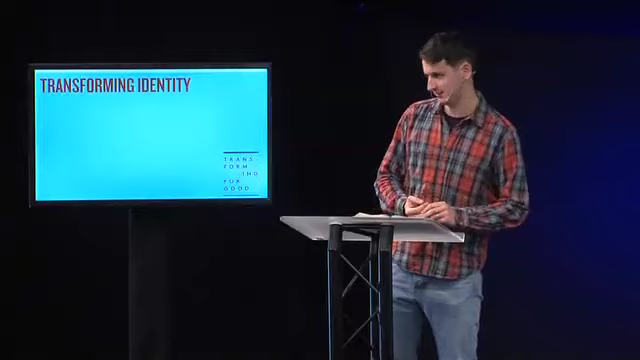 TRANSFORMING IDENTITY
TRANS
FORM
ING
FOR
GOOD